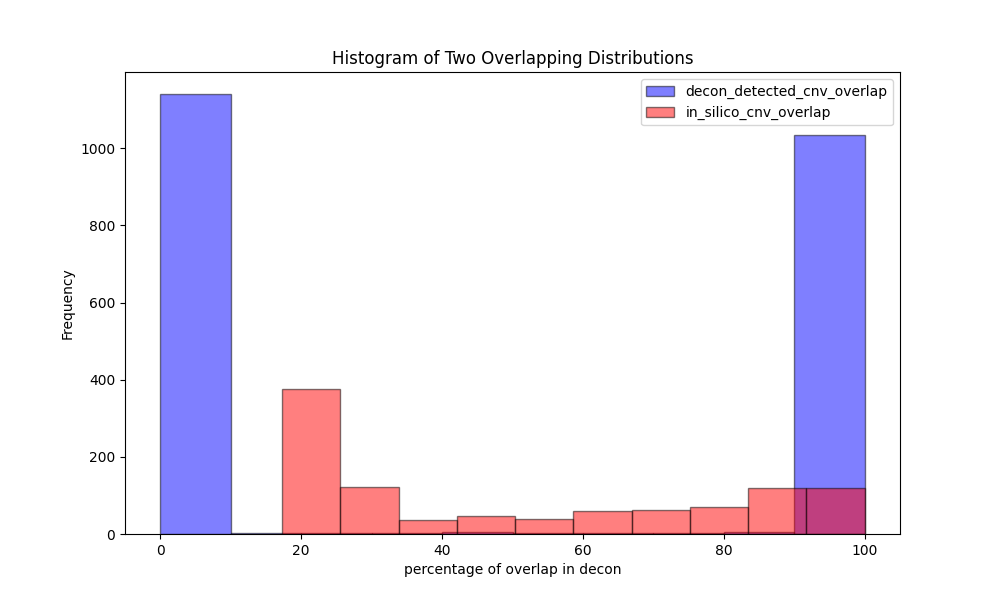 Histogram of Two Overlapping Distributions
decon_detected_cnv_overlap
in_silico_cnv_overlap
Frequency
1000
800
600
400
200
0
0 20 40 60 80 100
percentage of overlap in decon